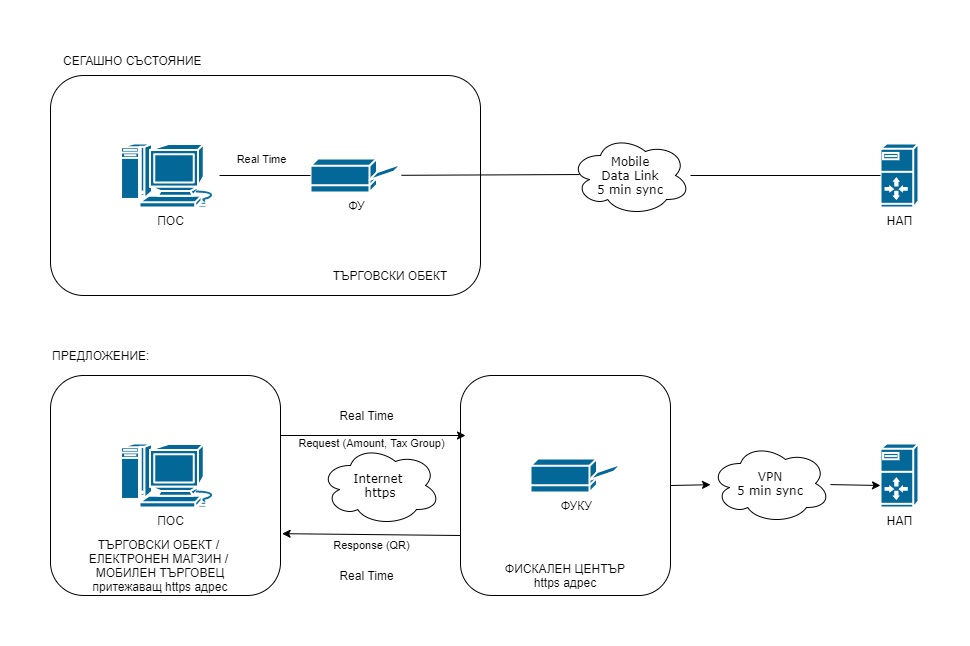 СЕГАШНО СЪСТОЯНИЕ
Real Time
ПОС
ФУ
ТЪРГОВСКИ ОБЕКТ
Mobile
Data Link
5 min sync
НАП
ПРЕДЛОЖЕНИЕ:
ПОС
ТЪРГОВСКИ ОБЕКТ /
ЕЛЕКТРОНЕН МАГЗИН /
МОБИЛЕН ТЪРГОВЕЦ
притежаващ https адрес
Real Time
Request (Amount, Tax Group)
Internet
https
Response (QR)
Real Time
ФУКУ
ФИСКАЛЕН ЦЕНТЪР
https адрес
VPN
5 min sync
НАП